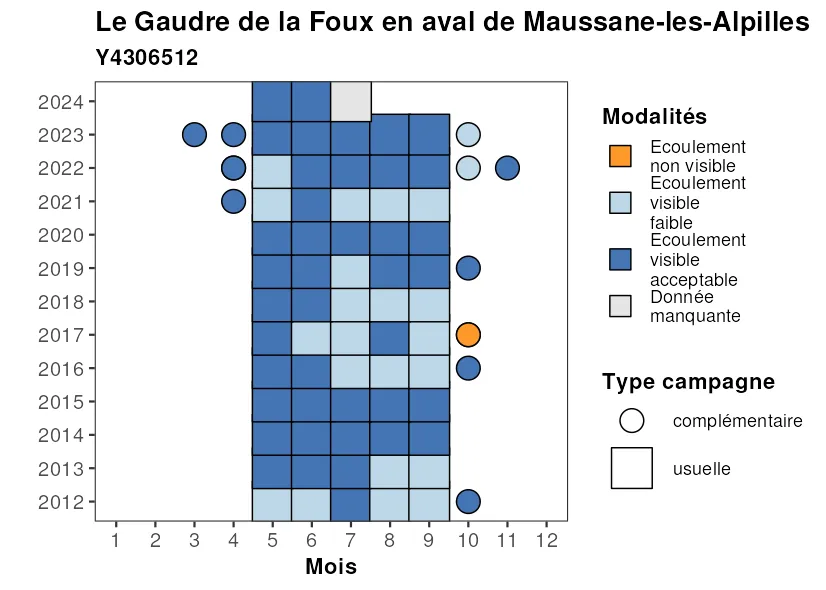 Le Gaudre de la Foux en aval de Maussane-les-Alpilles
Y4306512
2024
2023
2022
2021
2020
2019
2018
2017
2016
2015
2014
2013
2012
1 2 3 4 5 6 7 8 9 10 11 12
Mois
Modalités
Ecoulement
non visible
Ecoulement
visible
faible
Ecoulement
visible
acceptable
Donnée
manquante
Type campagne
complémentaire
usuelle